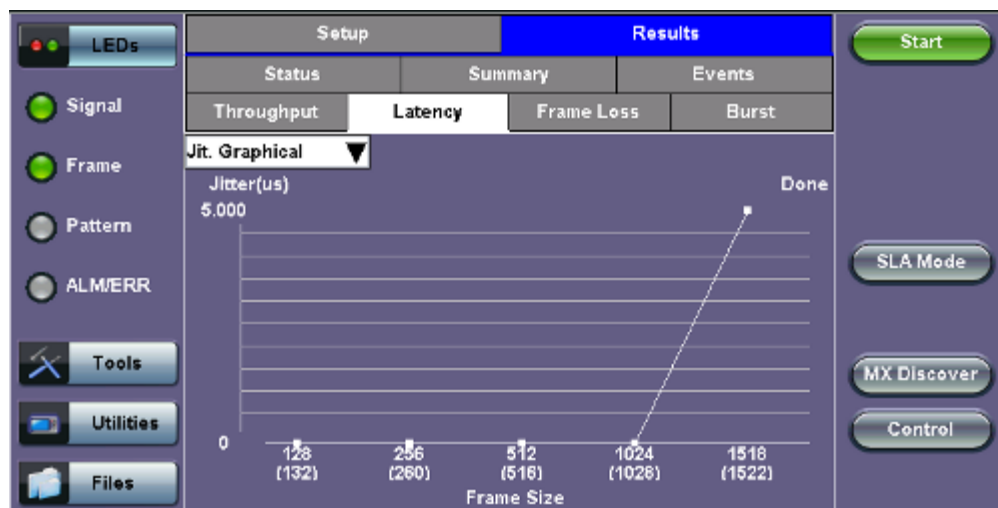 LEDs
Signal
Frame
Pattern
ALM/ERR
Tools
Utilities
Files
Setup Results
Status Summary Events
Throughput Latency Frame Loss Burst
Jit. Graphical
Jitter(us) Done
5.000
0
128 256 512 1024 1518
(132) (260) (516) (1028) (1522)
Frame Size
Start
SLA Mode
MX Discover
Control